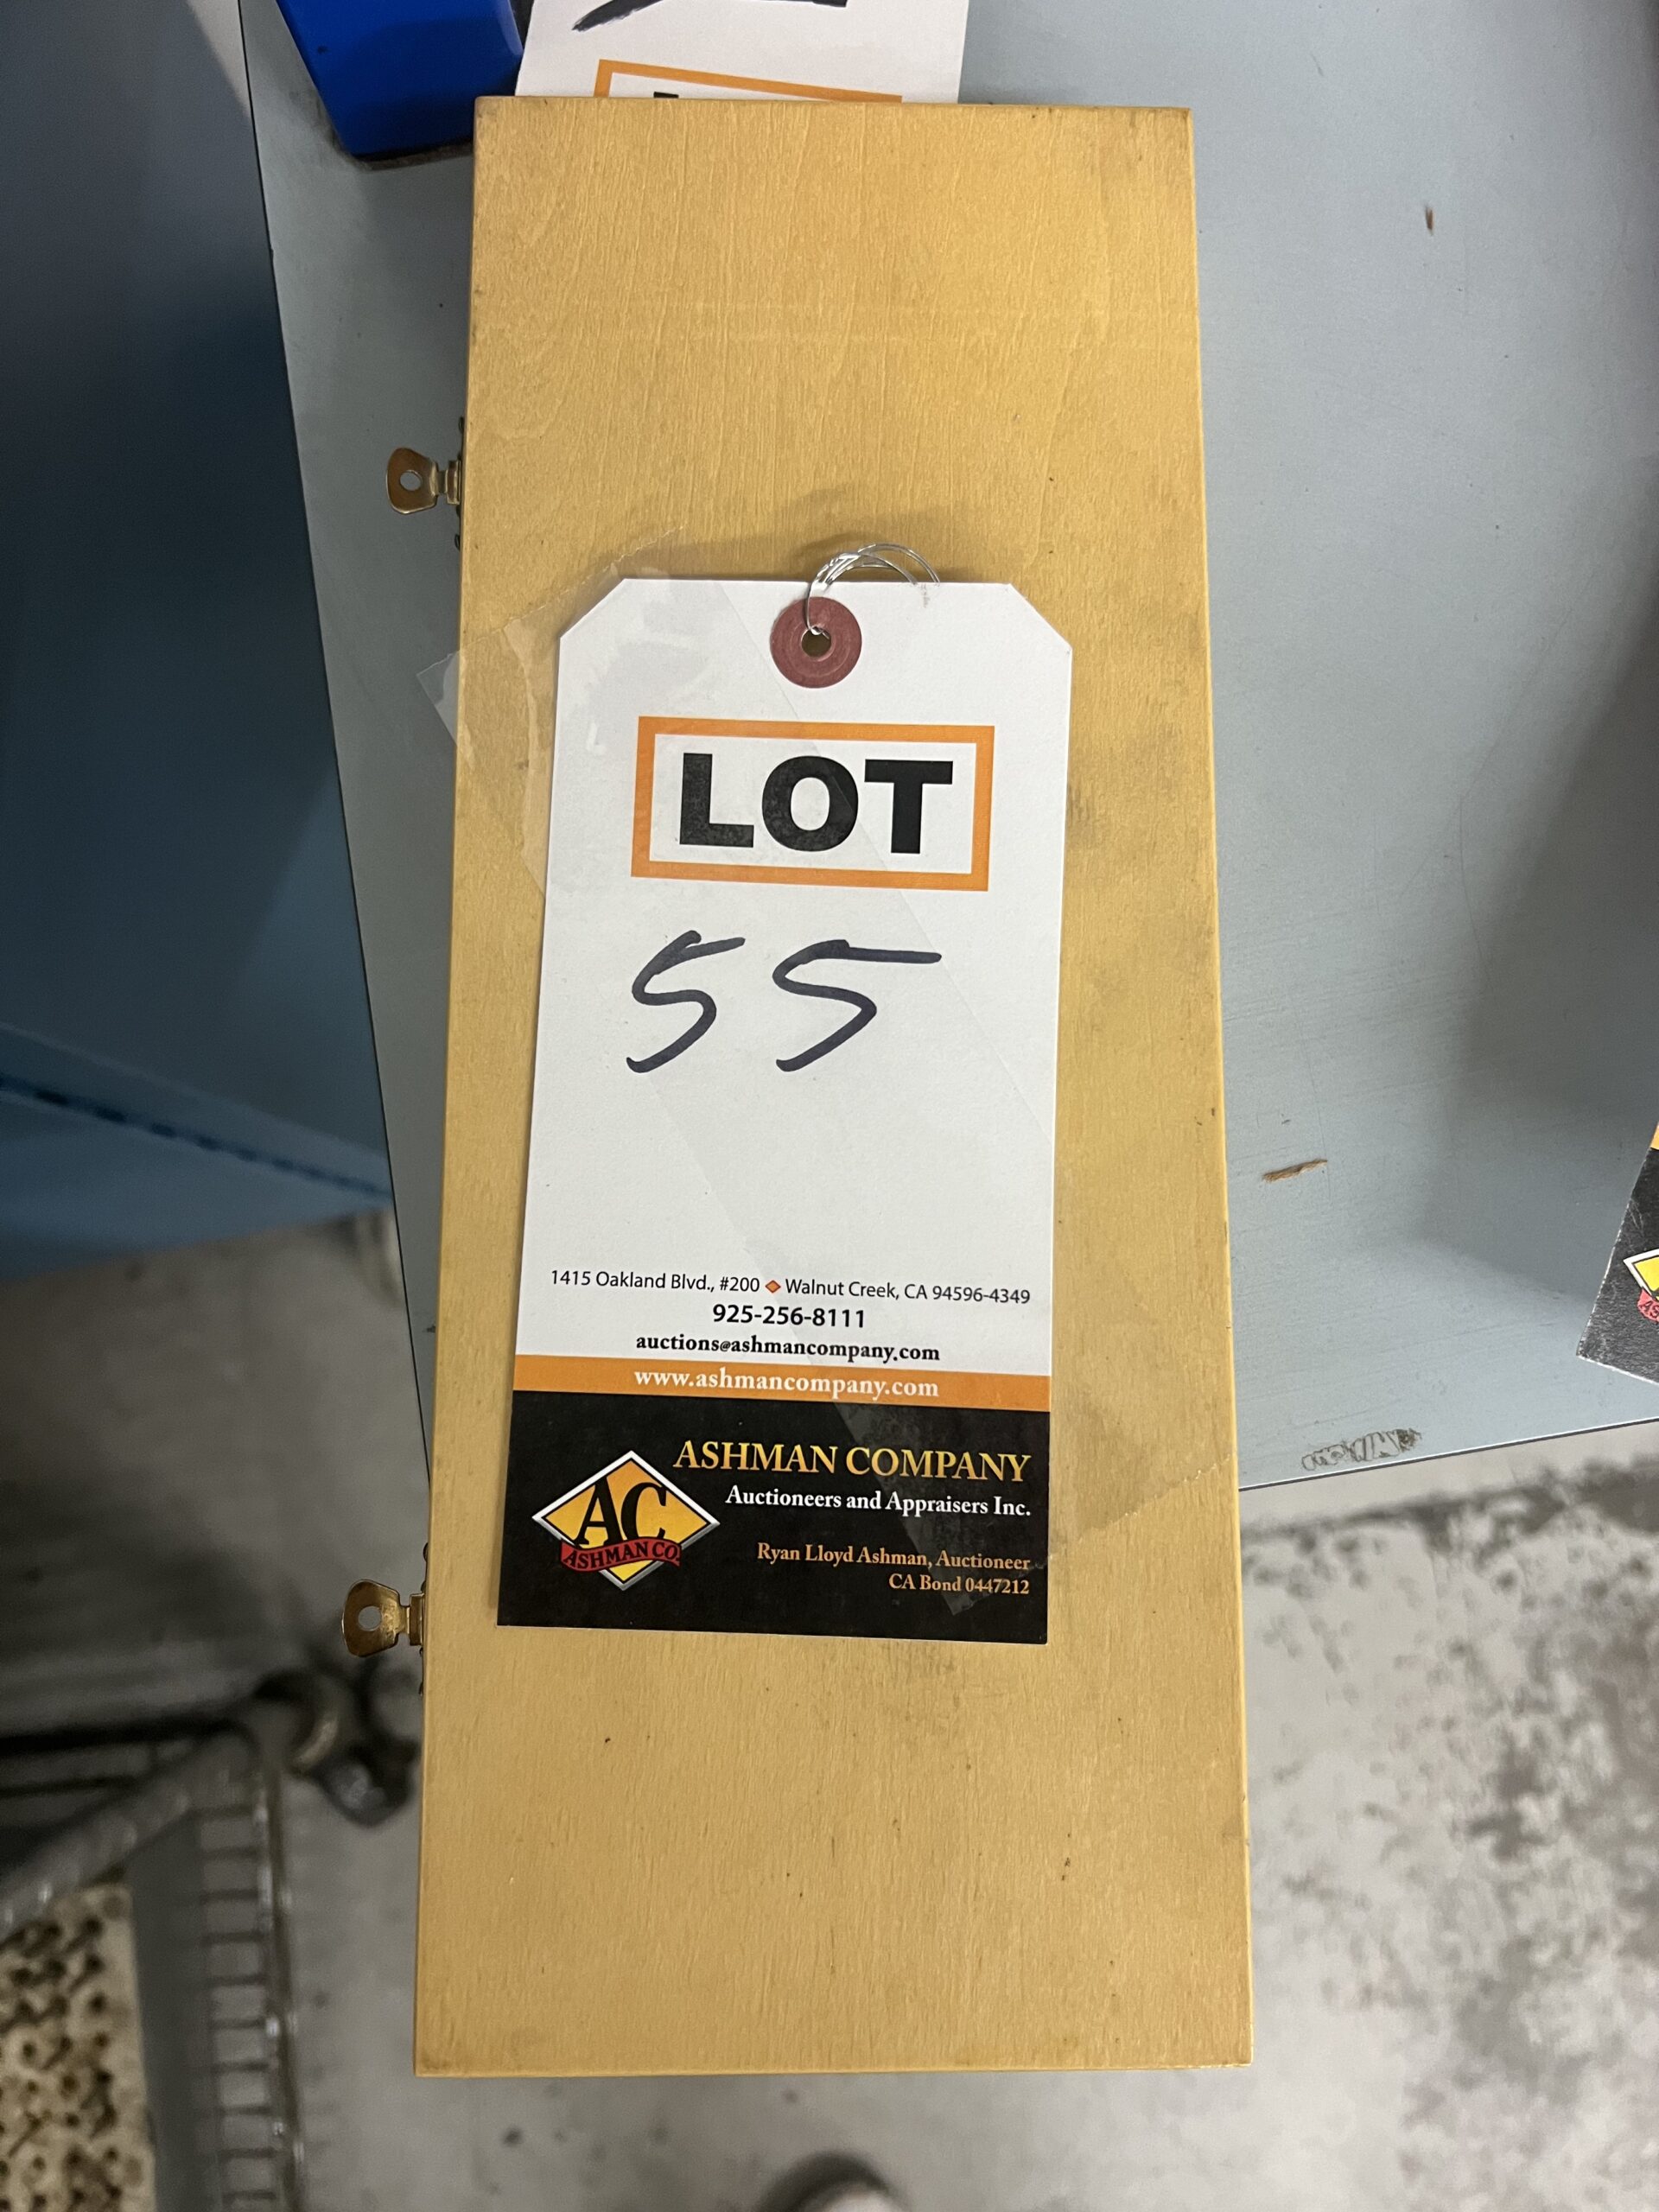 LOT
55
1415 Oakland Blvd., #200 ◆ Walnut Creek, CA 94596-4349
925-256-8111
auctions@ashmancompany.com
www.ashmancompany.com
ASHMAN COMPANY
Auctioneers and Appraisers Inc.
AC
ASHMAN CO.
Ryan Lloyd Ashman, Auctioneer
CA Bond 0447212